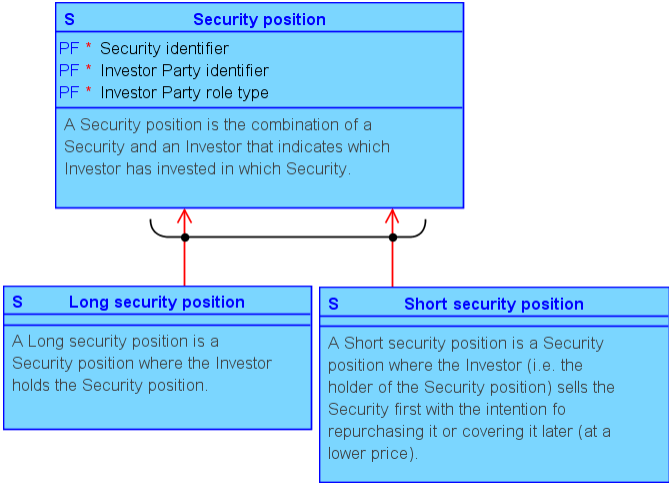 S Security position
PF * Security identifier
PF * Investor Party identifier
PF * Investor Party role type
A Security position is the combination of a
Security and an Investor that indicates which
Investor has invested in which Security.
S Long security position
A Long security position is a
Security position where the Investor
holds the Security position.
S Short security position
A Short security position is a Security
position where the Investor (i.e. the
holder of the Security position) sells the
Security first with the intention fo
repurchasing it or covering it later (at a
lower price).